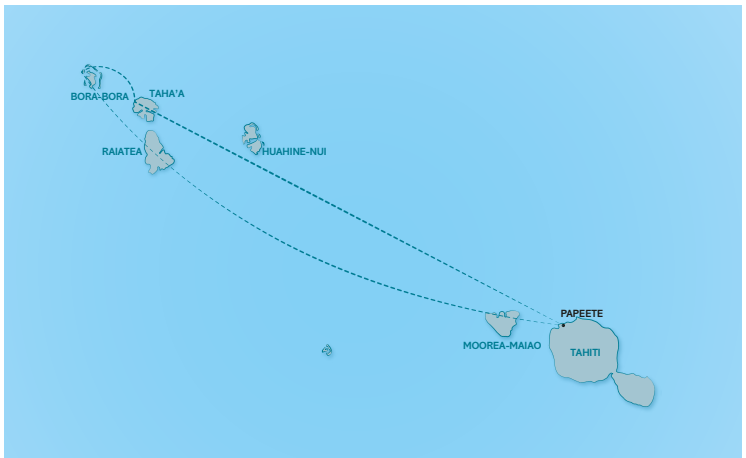 BORA-BORA
TAHA'A
RAIATEA
HUAHINE-NUI
PAPEETE
MOOREA-MAIAO
TAHITI